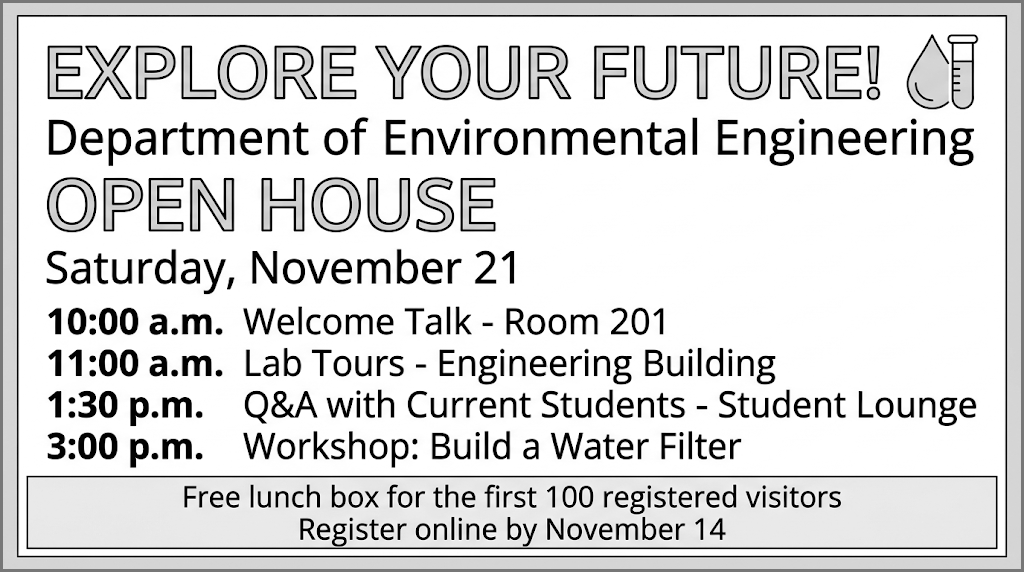 EXPLORE YOUR FUTURE!
Department of Environmental Engineering
OPEN HOUSE
Saturday, November 21
10:00 a.m. Welcome Talk - Room 201
11:00 a.m. Lab Tours - Engineering Building
1:30 p.m. Q&A with Current Students - Student Lounge
3:00 p.m. Workshop: Build a Water Filter
Free lunch box for the first 100 registered visitors
Register online by November 14